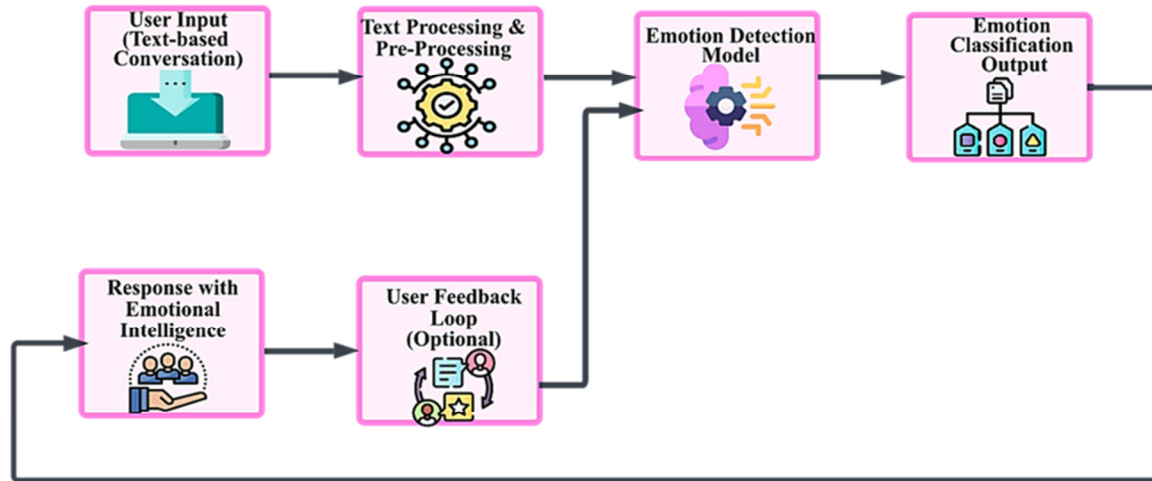 User Input
(Text-based
Conversation)
Text Processing &
Pre-Processing
Emotion Detection
Model
Emotion
Classification
Output
Response with
Emotional
Intelligence
User Feedback
Loop
(Optional)